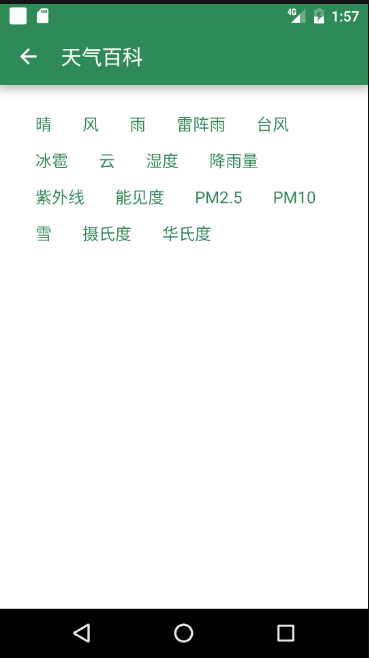 4G 1:57
天气百科
晴 风 雨 雷阵雨 台风
冰雹 云 湿度 降雨量
紫外线 能见度 PM2.5 PM10
雪 摄氏度 华氏度